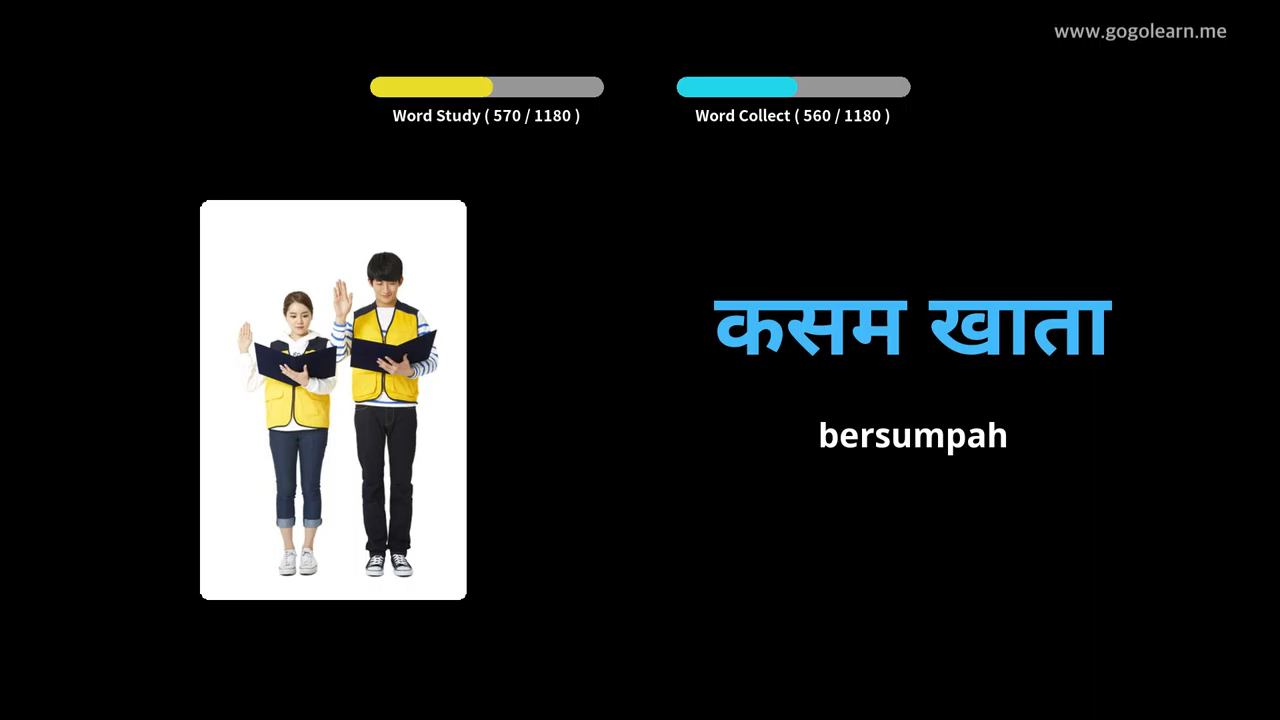 www.gogolearn.me
Word Study ( 570 / 1180 )
Word Collect ( 560 / 1180 )
कसम खाता
bersumpah